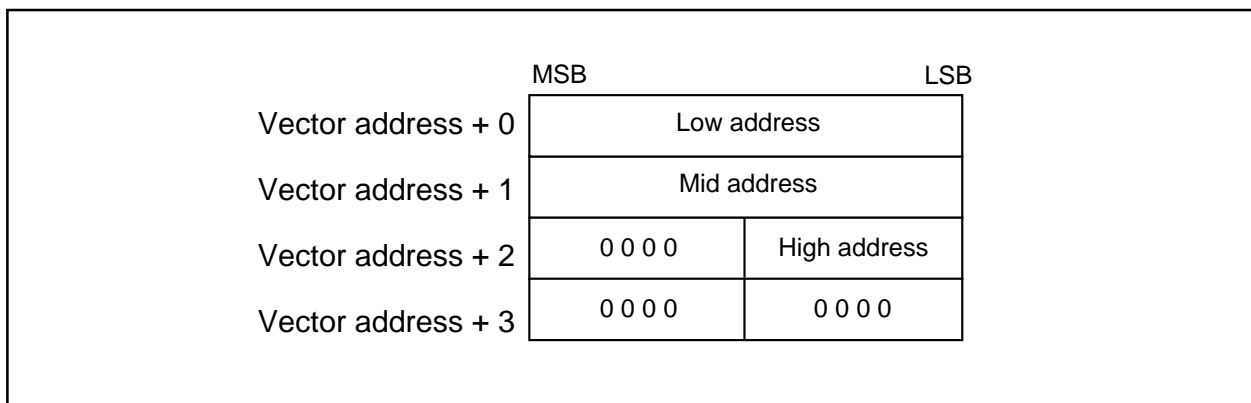 MSB LSB
Vector address + 0 Low address
Vector address + 1 Mid address
Vector address + 2 0 0 0 0 High address
Vector address + 3 0 0 0 0 0 0 0 0